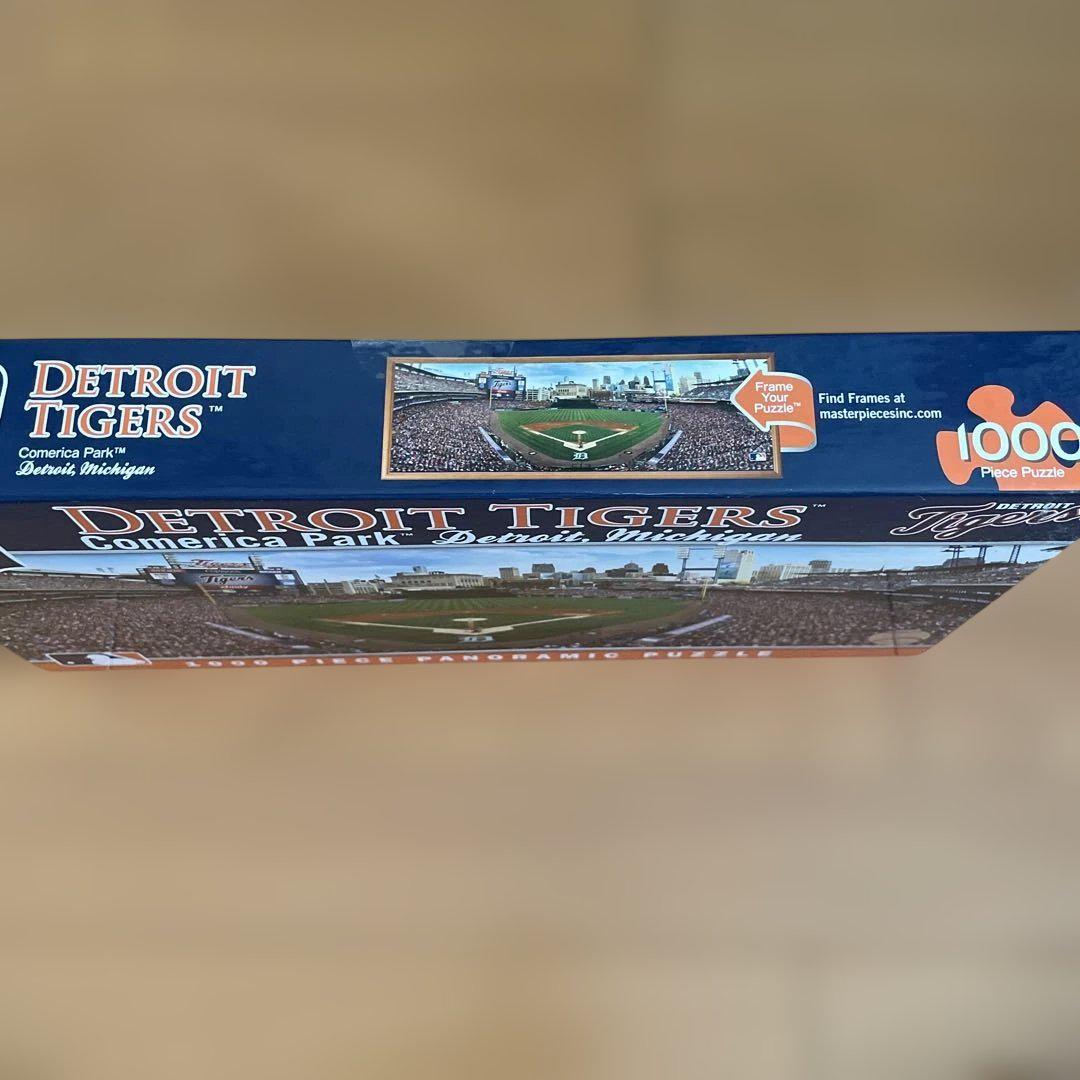 DETROIT
TIGERS™
Comerica Park™
Detroit, Michigan
Tigers
Frame
Your
Puzzle™
Find Frames at
masterpiecesinc.com
1000
Piece Puzzle
DETROIT TIGERS™
Comerica Park™ Detroit, Michigan
DETROIT
Tigers
Tigers
1000 PIECE PANORAMIC PUZZLE